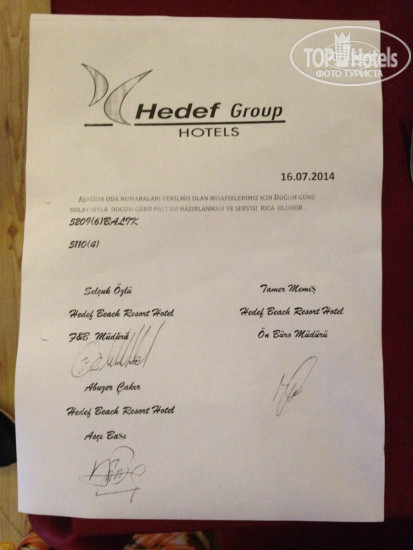 TOP Hotels
ФОТО ТУРИСТА
Hedef Group
HOTELS
16.07.2014
AŞAĞIDA ODA NUMARALARI VERİLMİŞ OLAN MİSAFİRLERİMİZ İÇİN DOĞUM GÜNÜ
DOLAYISIYLA DOĞUM GÜNÜ PASTASI HAZIRLANMASI VE SERVİSİ RİCA OLUNUR
5209(6)BALIK
5110(4)
Selçuk Özlü
Tamer Memiş
Hedef Beach Resort Hotel
Hedef Beach Resort Hotel
F&B Müdürü
Ön Büro Müdürü
Abuzer Çakır
Hedef Beach Resort Hotel
Aşçı Başı